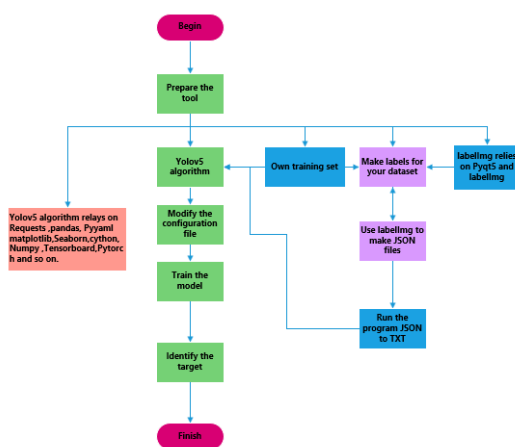 Begin
Prepare the
tool
Yolov5
algorithm
Own training set
Make labels for
your dataset
labelImg relies
on Pyqt5 and
labelImg
Yolov5 algorithm relays on
Requests ,pandas, Pyyaml
matplotlib,Seaborn,cython,
Numpy ,Tensorboard,Pytorc
h and so on.
Modify the
configuration
file
Use labelImg to
make JSON
files
Train the
model
Run the
program JSON
to TXT
Identify the
target
Finish